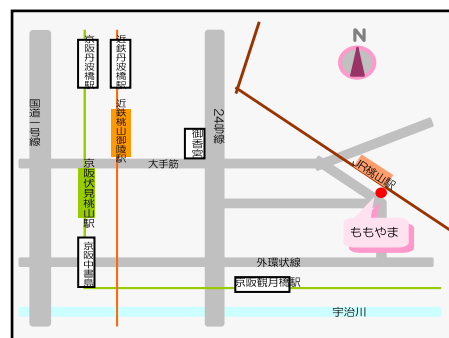 N
京阪丹波橋駅
近鉄丹波橋駅
国道一号線
近鉄桃山御陵駅
24号線
御香宮
大手筋
JR桃山駅
京阪伏見桃山駅
ももやま
京阪中書島
外環状線
京阪観月橋駅
宇治川